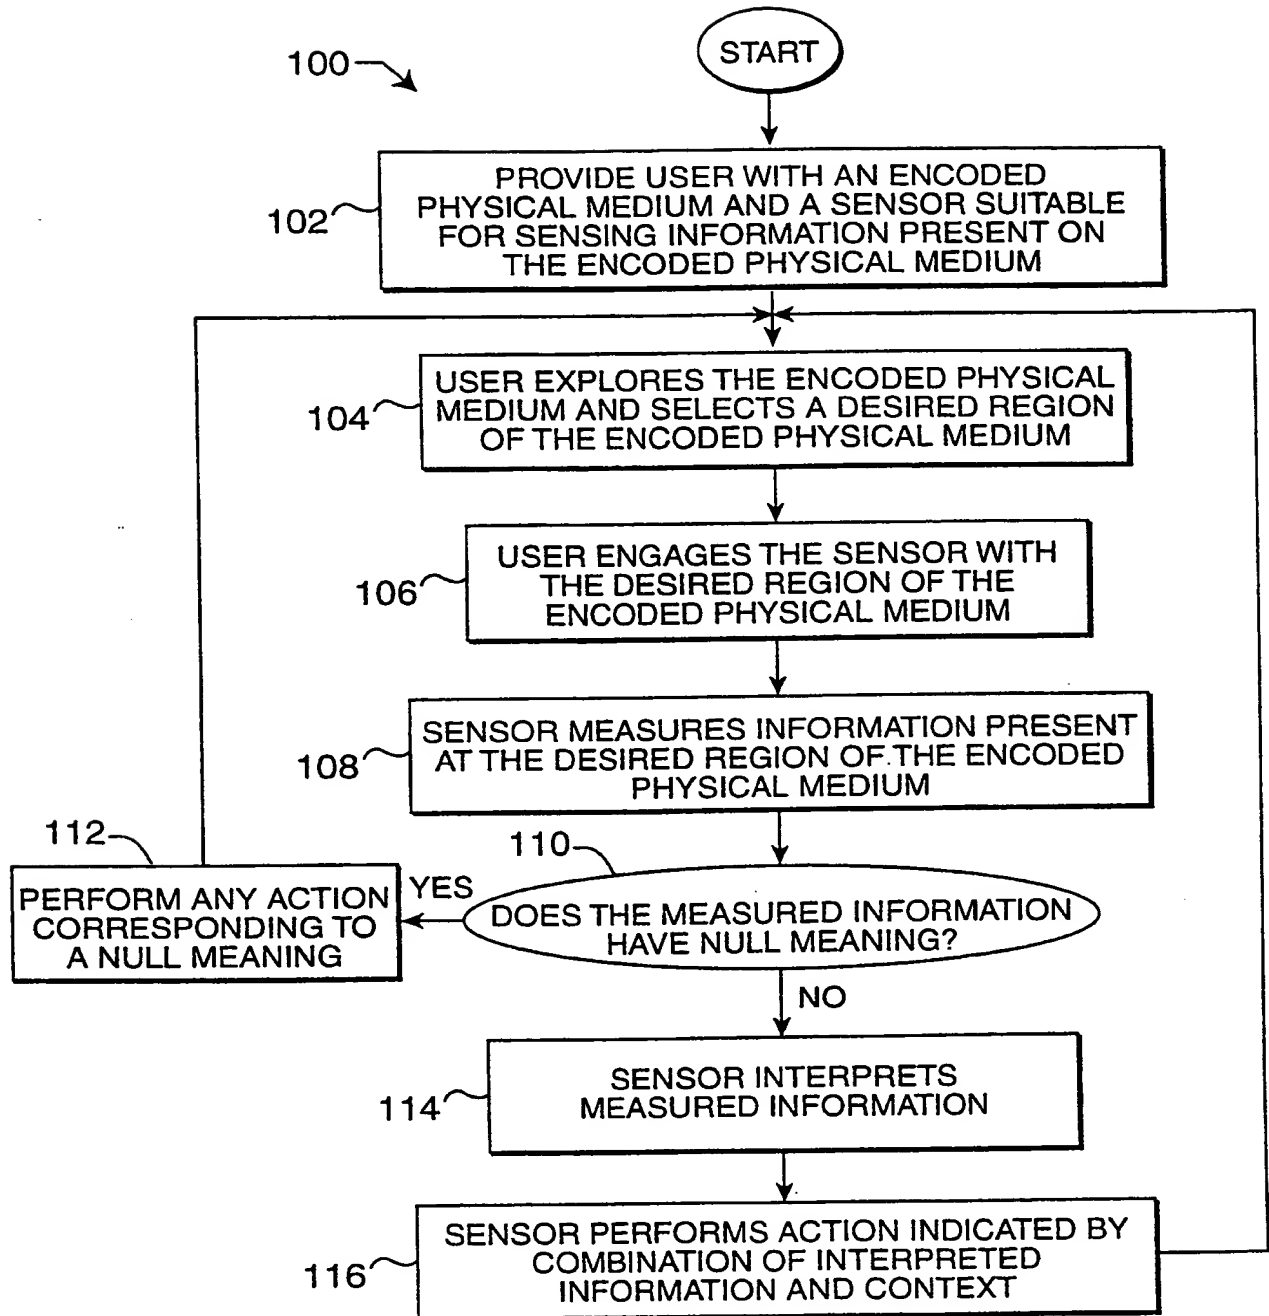 START
100
PROVIDE USER WITH AN ENCODED
PHYSICAL MEDIUM AND A SENSOR SUITABLE
FOR SENSING INFORMATION PRESENT ON
THE ENCODED PHYSICAL MEDIUM
102
USER EXPLORES THE ENCODED PHYSICAL
MEDIUM AND SELECTS A DESIRED REGION
OF THE ENCODED PHYSICAL MEDIUM
104
USER ENGAGES THE SENSOR WITH
THE DESIRED REGION OF THE
ENCODED PHYSICAL MEDIUM
106
SENSOR MEASURES INFORMATION PRESENT
AT THE DESIRED REGION OF THE ENCODED
PHYSICAL MEDIUM
108
110
DOES THE MEASURED INFORMATION
HAVE NULL MEANING?
YES
112
PERFORM ANY ACTION
CORRESPONDING TO
A NULL MEANING
NO
SENSOR INTERPRETS
MEASURED INFORMATION
114
SENSOR PERFORMS ACTION INDICATED BY
COMBINATION OF INTERPRETED
INFORMATION AND CONTEXT
116